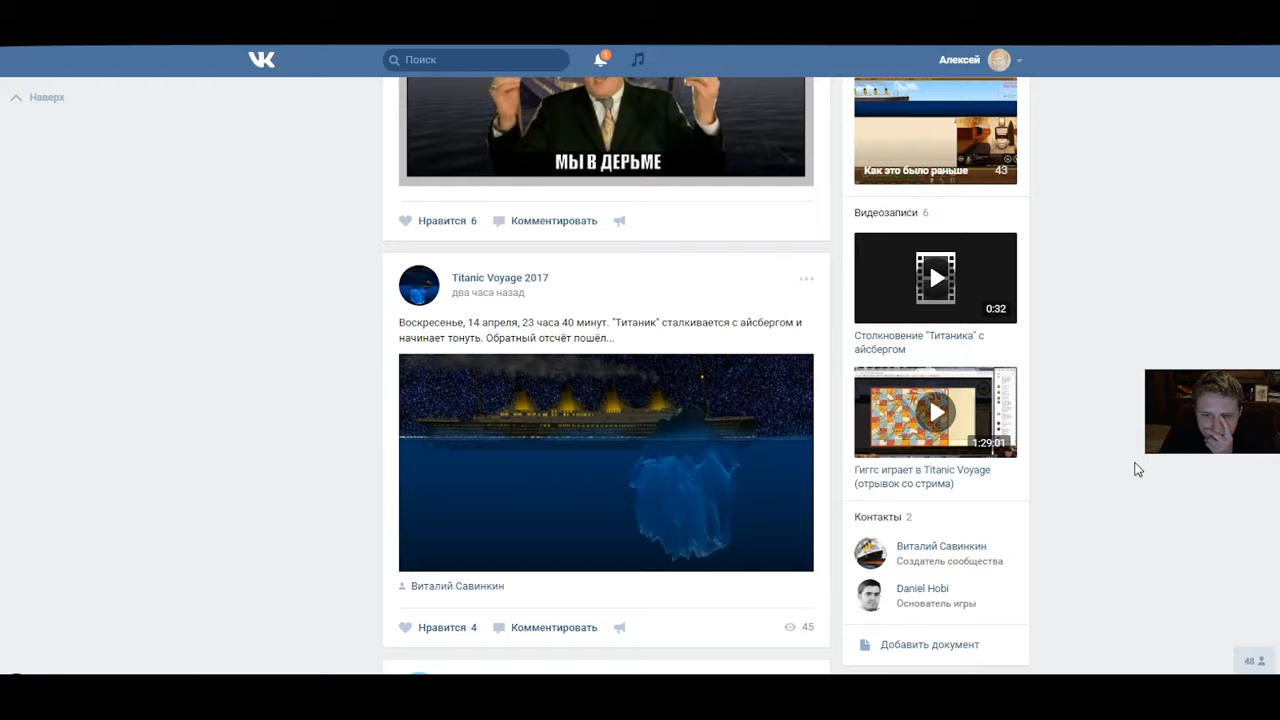 VK
Поиск
1
Алексей
Наверх
МЫ В ДЕРЬМЕ
Нравится 6
Комментировать
Titanic Voyage 2017
два часа назад
Воскресенье, 14 апреля, 23 часа 40 минут. "Титаник" сталкивается с айсбергом и
начинает тонуть. Обратный отсчёт пошёл...
Виталий Савинкин
Нравится 4
Комментировать
45
Как это было раньше 43
Видеозаписи 6
0:32
Столкновение "Титаника" с
айсбергом
1:29:01
Гиггс играет в Titanic Voyage
(отрывок со стрима)
Контакты 2
Виталий Савинкин
Создатель сообщества
Daniel Hobi
Основатель игры
Добавить документ
48